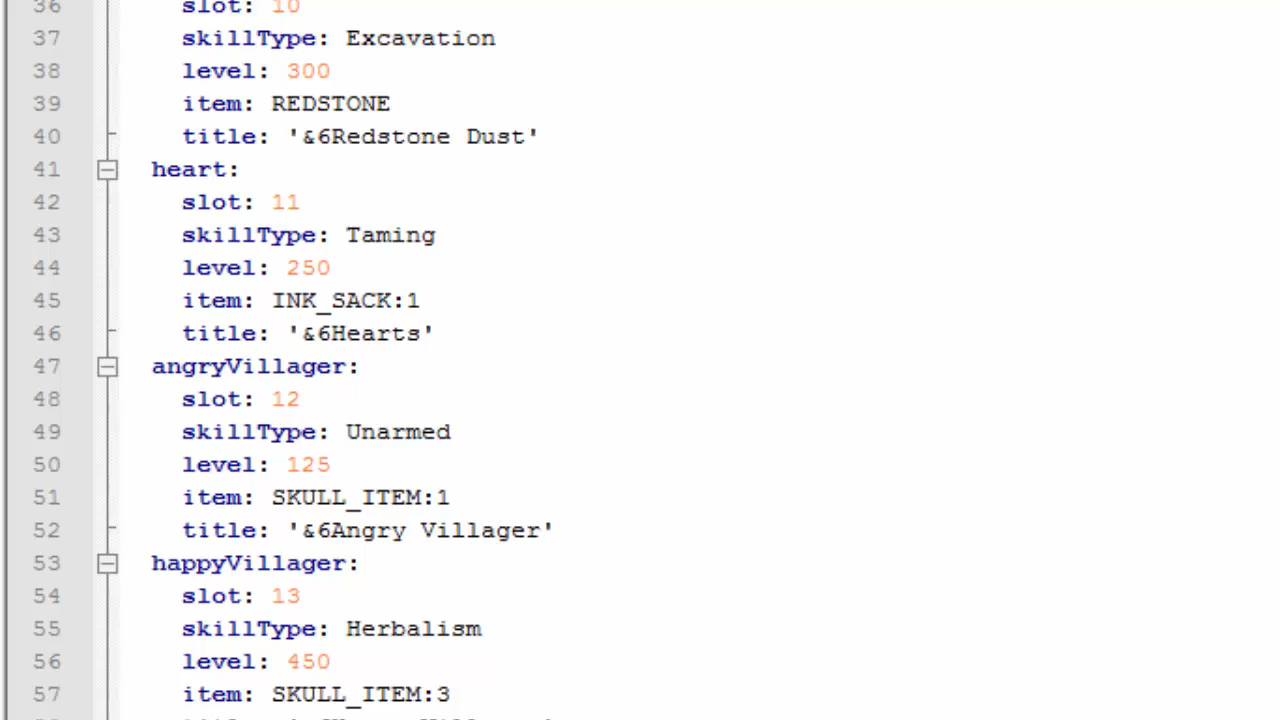 36 slot: 10
37 skillType: Excavation
38 level: 300
39 item: REDSTONE
40 title: '&6Redstone Dust'
41 heart:
42 slot: 11
43 skillType: Taming
44 level: 250
45 item: INK_SACK:1
46 title: '&6Hearts'
47 angryVillager:
48 slot: 12
49 skillType: Unarmed
50 level: 125
51 item: SKULL_ITEM:1
52 title: '&6Angry Villager'
53 happyVillager:
54 slot: 13
55 skillType: Herbalism
56 level: 450
57 item: SKULL_ITEM:3